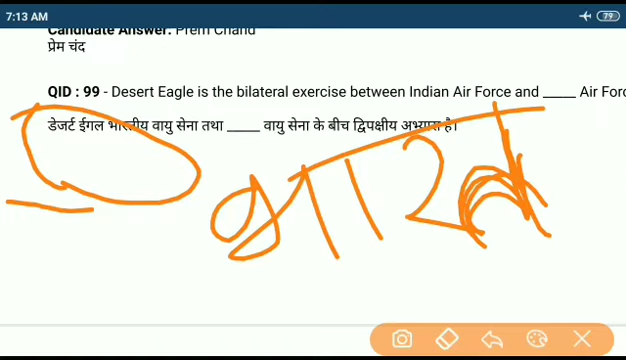 7:13 AM
79
Candidate Answer: Prem Chand
प्रेम चंद
QID : 99 - Desert Eagle is the bilateral exercise between Indian Air Force and _____ Air Forc
डेजर्ट ईगल भारतीय वायु सेना तथा _____ वायु सेना के बीच द्विपक्षीय अभ्यास है।
भारत